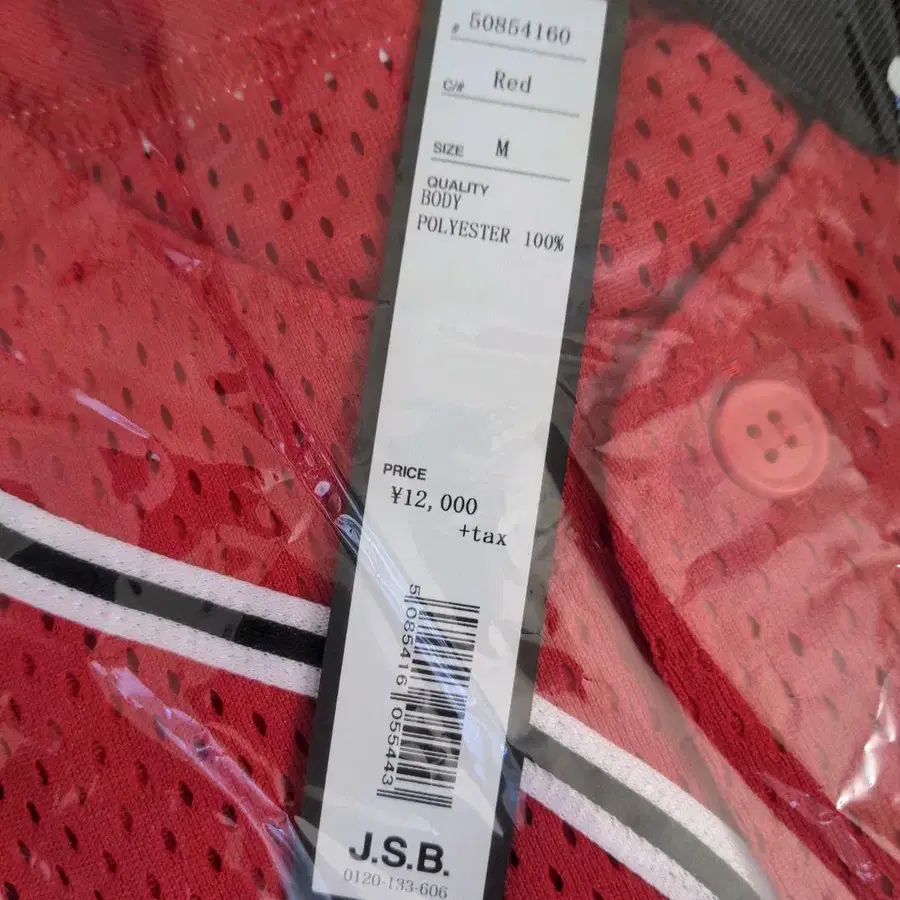 # 50854160
C/# Red
SIZE M
QUALITY
BODY
POLYESTER 100%
PRICE
¥12,000
+tax
5 085416 055443
J.S.B.
0120-133-606